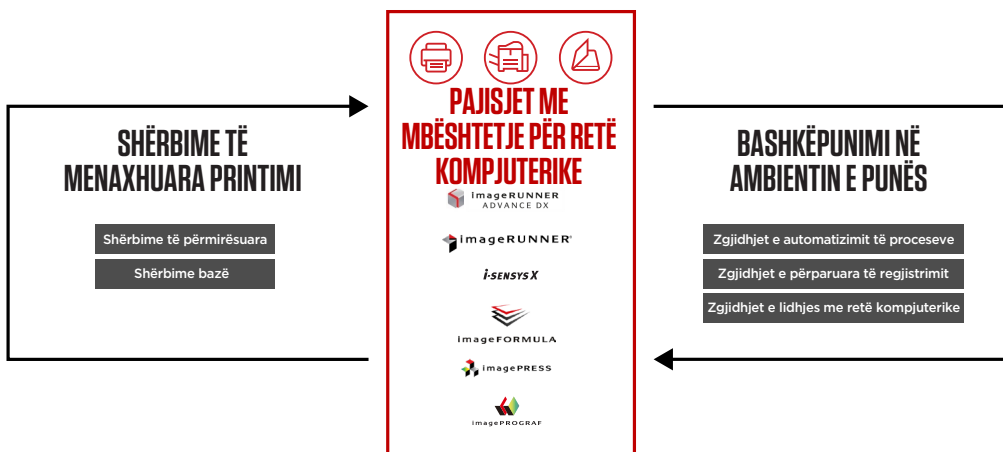 SHËRBIME TË
MENAXHUARA PRINTIMI
Shërbime të përmirësuara
Shërbime bazë
PAJISJET ME
MBËSHTETJE PËR RETË
KOMPJUTERIKE
imageRUNNER
ADVANCE DX
imageRUNNER
i-SENSYS X
imageFORMULA
imagePRESS
imagePROGRAF
BASHKËPUNIMI NË
AMBIENTIN E PUNËS
Zgjidhjet e automatizimit të proceseve
Zgjidhjet e përparuara të regjistrimit
Zgjidhjet e lidhjes me retë kompjuterike